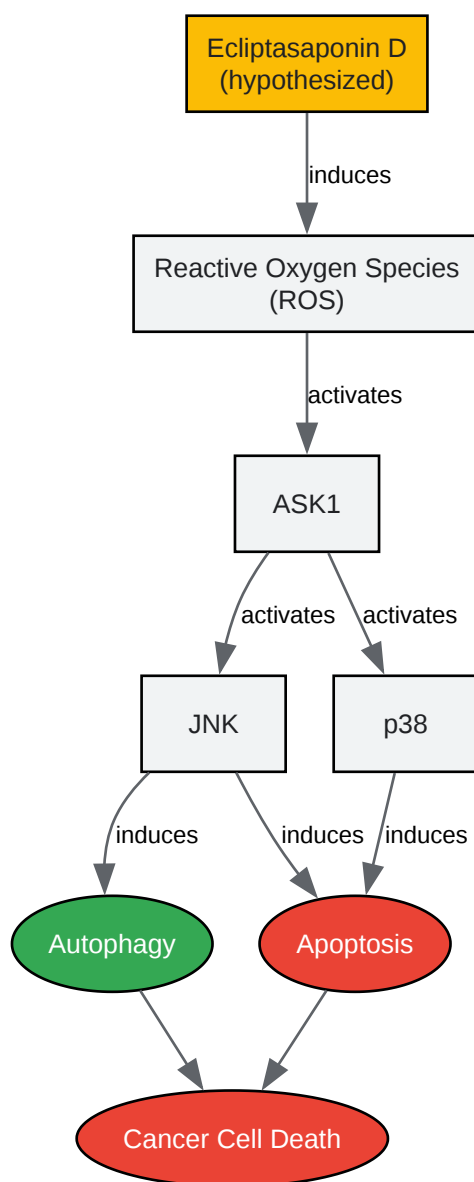 Ecliptasaponin D
(hypothesized)
induces
Reactive Oxygen Species
(ROS)
activates
ASK1
activates
activates
JNK
p38
induces
induces
induces
Autophagy
Apoptosis
Cancer Cell Death